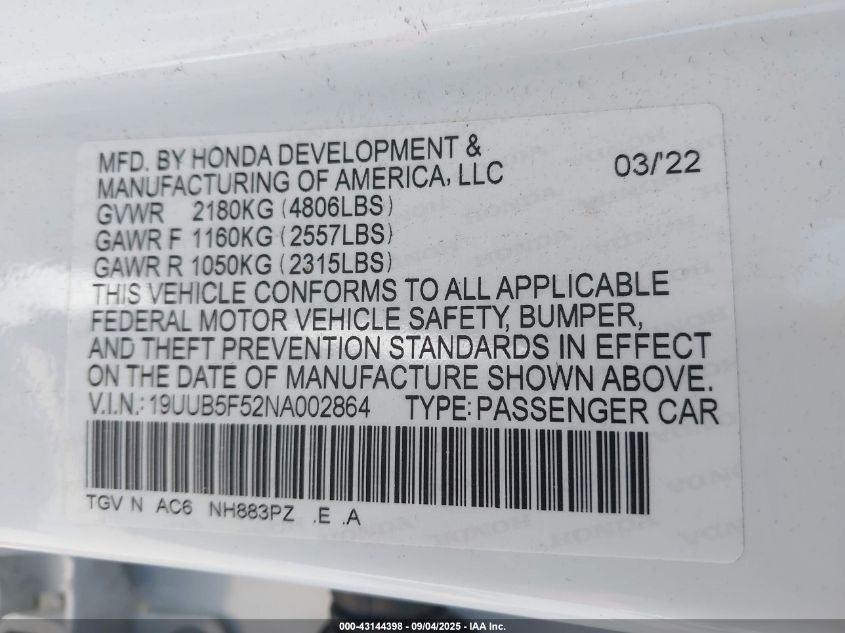 MFD. BY HONDA DEVELOPMENT &
MANUFACTURING OF AMERICA, LLC 03/'22
GVWR 2180KG (4806LBS)
GAWR F 1160KG (2557LBS)
GAWR R 1050KG (2315LBS)
THIS VEHICLE CONFORMS TO ALL APPLICABLE
FEDERAL MOTOR VEHICLE SAFETY, BUMPER,
AND THEFT PREVENTION STANDARDS IN EFFECT
ON THE DATE OF MANUFACTURE SHOWN ABOVE.
V.I.N.: 19UUB5F52NA002864 TYPE: PASSENGER CAR
TGV N AC6 NH883PZ .E .A
HONDA HONDA HONDA
000-43144398 - 09/04/2025 - IAA Inc.